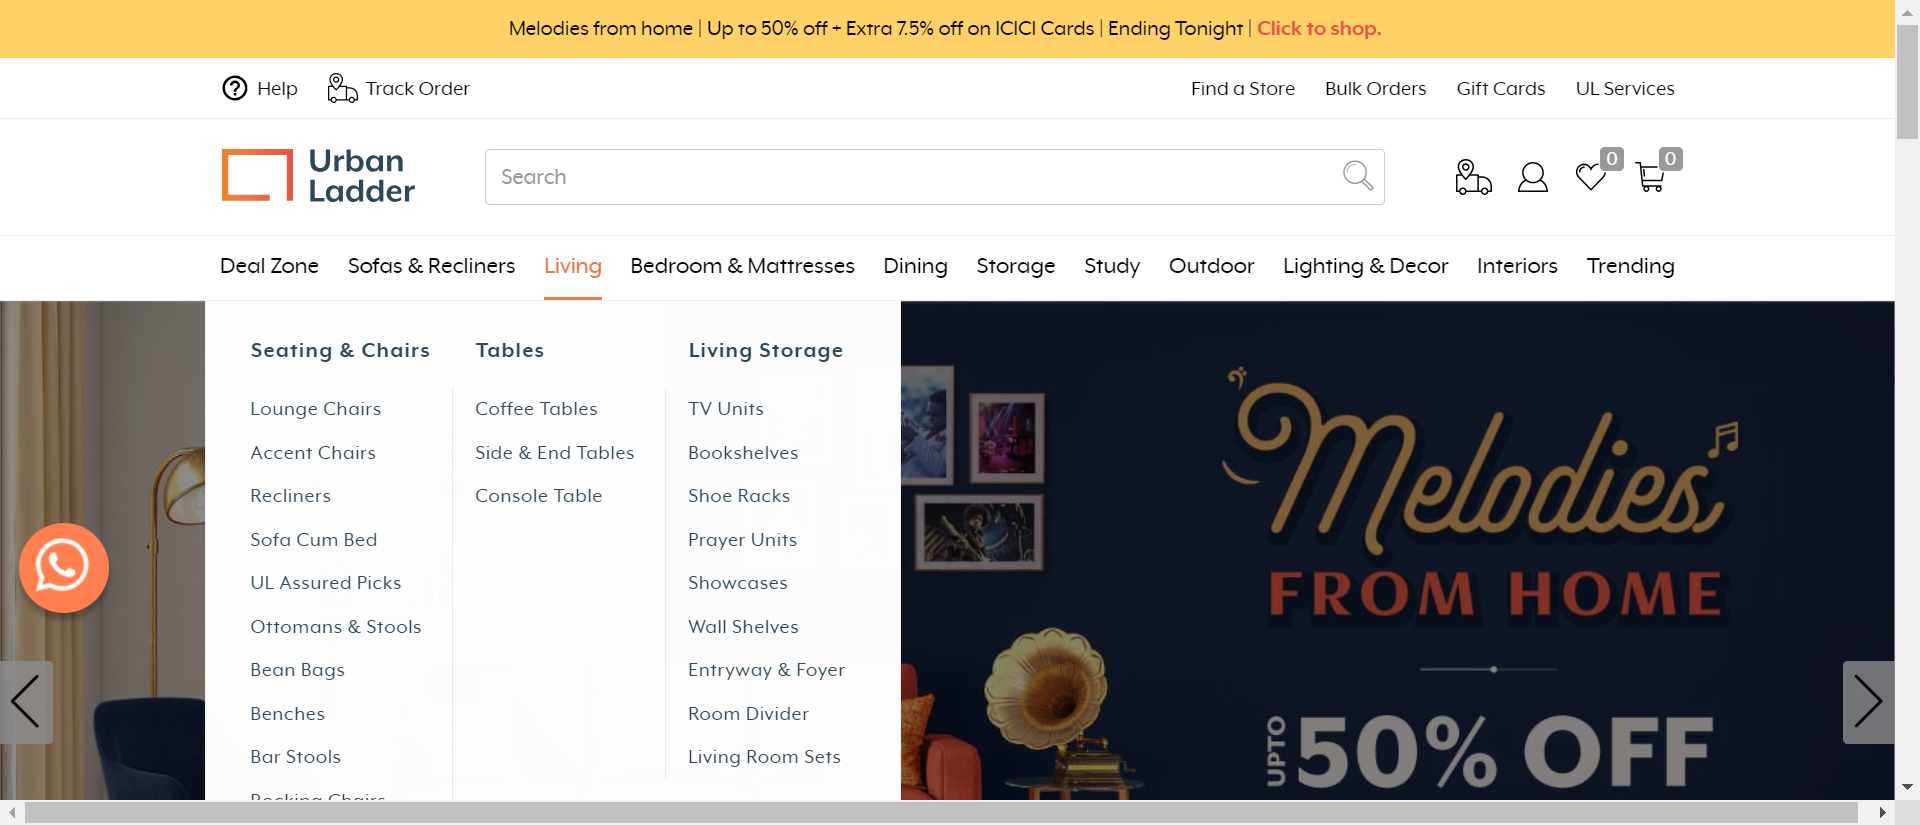 Melodies from home | Up to 50% off + Extra 7.5% off on ICICI Cards | Ending Tonight | Click to shop.
Help Track Order Find a Store Bulk Orders Gift Cards UL Services
Urban
Ladder
Search
0 0
Deal Zone Sofas & Recliners Living Bedroom & Mattresses Dining Storage Study Outdoor Lighting & Decor Interiors Trending
Seating & Chairs
Lounge Chairs
Accent Chairs
Recliners
Sofa Cum Bed
UL Assured Picks
Ottomans & Stools
Bean Bags
Benches
Bar Stools
Rocking Chairs
Tables
Coffee Tables
Side & End Tables
Console Table
Living Storage
TV Units
Bookshelves
Shoe Racks
Prayer Units
Showcases
Wall Shelves
Entryway & Foyer
Room Divider
Living Room Sets
Melodies
FROM HOME
UPTO 50% OFF